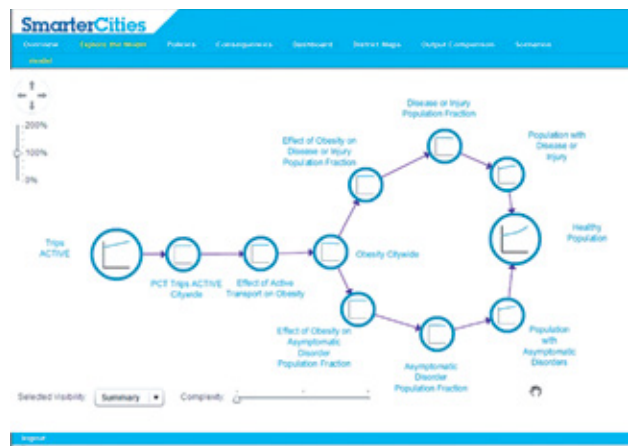 SmarterCities
Overview Explore the Model Policies Consequences Dashboard District Maps Output Comparison Scenarios
model
200%
100%
0%
Disease or Injury
Population Fraction
Effect of Obesity on
Disease or Injury
Population Fraction
Population with
Disease or
Injury
Trips
ACTIVE
Healthy
Population
Obesity Citywide
PCT Trips ACTIVE
Citywide
Effect of Active
Transport on Obesity
Effect of Obesity on
Asymptomatic
Disorder
Population Fraction
Asymptomatic
Disorder
Population Fraction
Population
with
Asymptomatic
Disorders
Selected Visibility: Summary Complexity:
logout